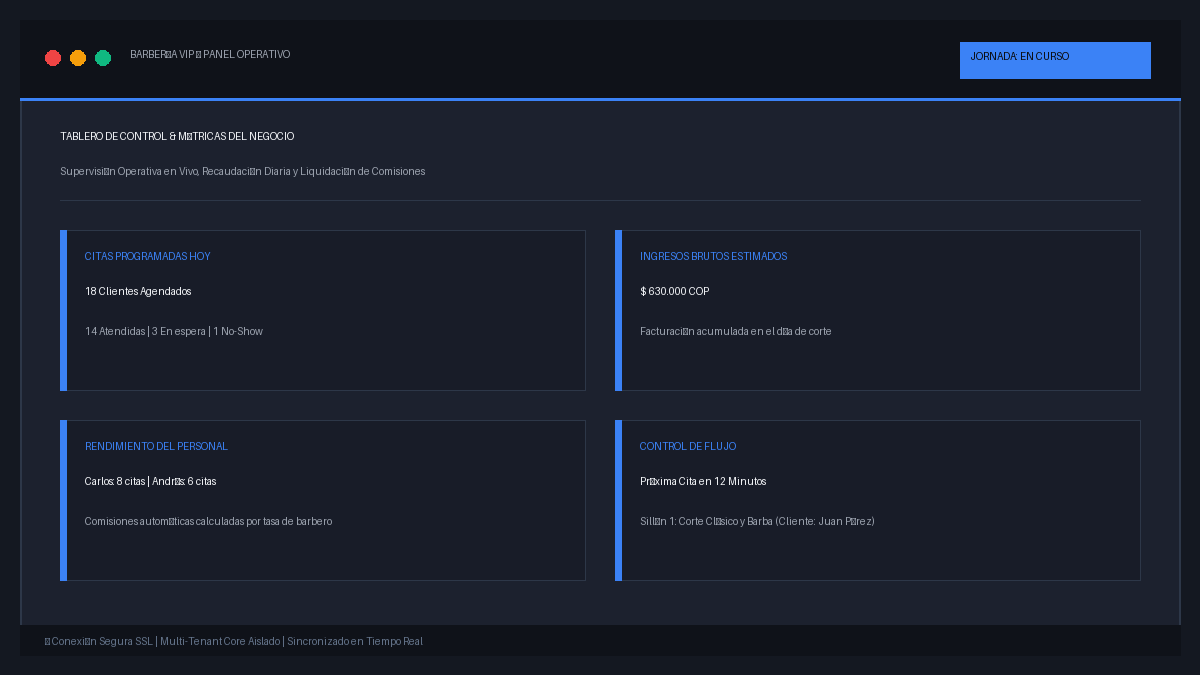 BARBER□A VIP □ PANEL OPERATIVO
JORNADA: EN CURSO
TABLERO DE CONTROL & M□TRICAS DEL NEGOCIO
Supervisi□n Operativa en Vivo, Recaudaci□n Diaria y Liquidaci□n de Comisiones
CITAS PROGRAMADAS HOY
18 Clientes Agendados
14 Atendidas | 3 En espera | 1 No-Show
INGRESOS BRUTOS ESTIMADOS
$ 630.000 COP
Facturaci□n acumulada en el d□a de corte
RENDIMIENTO DEL PERSONAL
Carlos: 8 citas | Andr□s: 6 citas
Comisiones autom□ticas calculadas por tasa de barbero
CONTROL DE FLUJO
Pr□xima Cita en 12 Minutos
Sill□n 1: Corte Cl□sico y Barba (Cliente: Juan P□rez)
□ Conexi□n Segura SSL | Multi-Tenant Core Aislado | Sincronizado en Tiempo Real